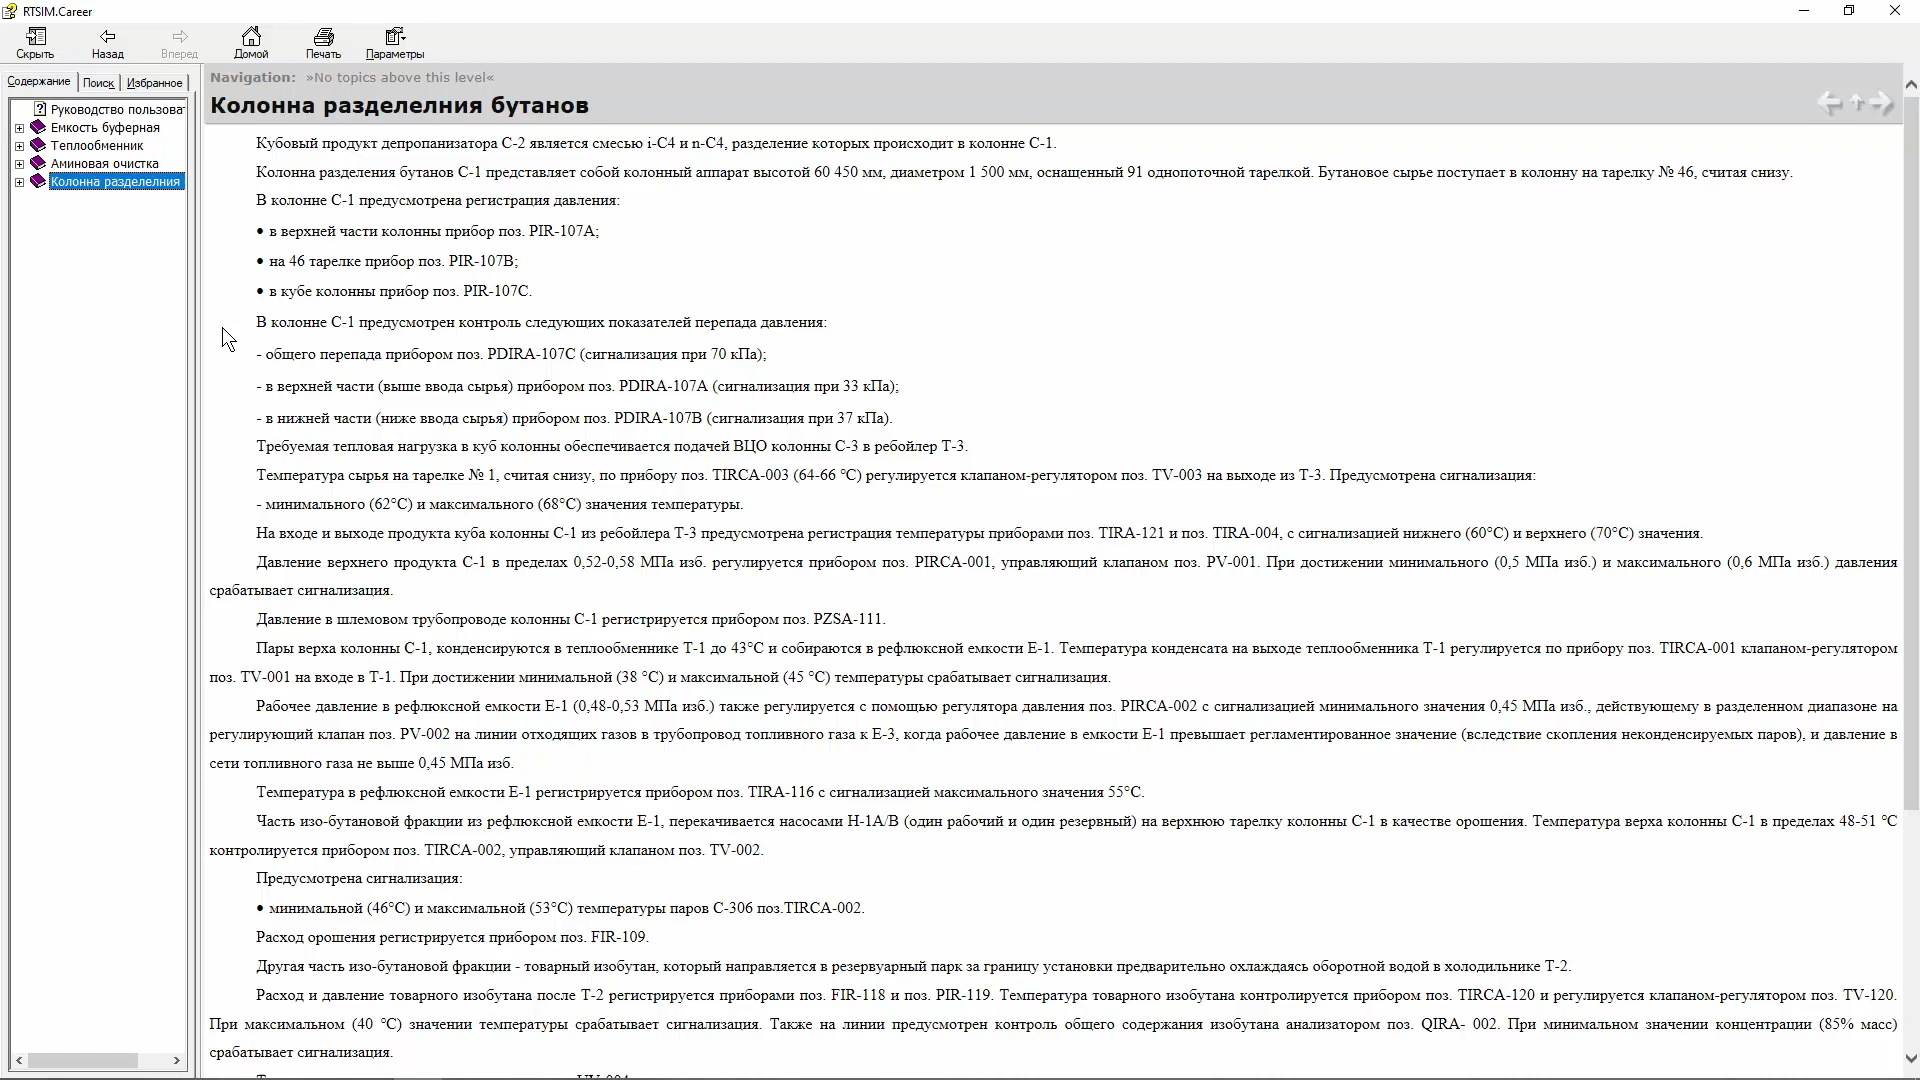 RTSIM.Career
Скрыть Назад Вперед Домой Печать Параметры
Содержание Поиск Избранное
Руководство пользоват
Емкость буферная
Теплообменник
Аминовая очистка
Колонна разделелния
Navigation: »No topics above this level«
Колонна разделелния бутанов
Кубовый продукт депропанизатора С-2 является смесью i-C4 и n-C4, разделение которых происходит в колонне С-1.
Колонна разделения бутанов С-1 представляет собой колонный аппарат высотой 60 450 мм, диаметром 1 500 мм, оснащенный 91 однопоточной тарелкой. Бутановое сырье поступает в колонну на тарелку № 46, считая снизу.
В колонне С-1 предусмотрена регистрация давления:
• в верхней части колонны прибор поз. PIR-107A;
• на 46 тарелке прибор поз. PIR-107B;
• в кубе колонны прибор поз. PIR-107C.
В колонне С-1 предусмотрен контроль следующих показателей перепада давления:
- общего перепада прибором поз. PDIRA-107C (сигнализация при 70 кПа);
- в верхней части (выше ввода сырья) прибором поз. PDIRA-107A (сигнализация при 33 кПа);
- в нижней части (ниже ввода сырья) прибором поз. PDIRA-107B (сигнализация при 37 кПа).
Требуемая тепловая нагрузка в куб колонны обеспечивается подачей ВЦО колонны С-3 в ребойлер Т-3.
Температура сырья на тарелке № 1, считая снизу, по прибору поз. TIRCA-003 (64-66 °С) регулируется клапаном-регулятором поз. TV-003 на выходе из Т-3. Предусмотрена сигнализация:
- минимального (62°С) и максимального (68°С) значения температуры.
На входе и выходе продукта куба колонны С-1 из ребойлера Т-3 предусмотрена регистрация температуры приборами поз. TIRA-121 и поз. TIRA-004, с сигнализацией нижнего (60°С) и верхнего (70°С) значения.
Давление верхнего продукта С-1 в пределах 0,52-0,58 МПа изб. регулируется прибором поз. PIRCA-001, управляющий клапаном поз. PV-001. При достижении минимального (0,5 МПа изб.) и максимального (0,6 МПа изб.) давления
срабатывает сигнализация.
Давление в шлемовом трубопроводе колонны С-1 регистрируется прибором поз. PZSA-111.
Пары верха колонны С-1, конденсируются в теплообменнике Т-1 до 43°С и собираются в рефлюксной емкости Е-1. Температура конденсата на выходе теплообменника Т-1 регулируется по прибору поз. TIRCA-001 клапаном-регулятором
поз. TV-001 на входе в Т-1. При достижении минимальной (38 °С) и максимальной (45 °С) температуры срабатывает сигнализация.
Рабочее давление в рефлюксной емкости Е-1 (0,48-0,53 МПа изб.) также регулируется с помощью регулятора давления поз. PIRCA-002 с сигнализацией минимального значения 0,45 МПа изб., действующему в разделенном диапазоне на
регулирующий клапан поз. PV-002 на линии отходящих газов в трубопровод топливного газа к Е-3, когда рабочее давление в емкости Е-1 превышает регламентированное значение (вследствие скопления неконденсируемых паров), и давление в
сети топливного газа не выше 0,45 МПа изб.
Температура в рефлюксной емкости Е-1 регистрируется прибором поз. TIRA-116 с сигнализацией максимального значения 55°С.
Часть изо-бутановой фракции из рефлюксной емкости Е-1, перекачивается насосами Н-1А/В (один рабочий и один резервный) на верхнюю тарелку колонны С-1 в качестве орошения. Температура верха колонны С-1 в пределах 48-51 °С
контролируется прибором поз. TIRCA-002, управляющий клапаном поз. TV-002.
Предусмотрена сигнализация:
• минимальной (46°С) и максимальной (53°С) температуры паров С-306 поз.TIRCA-002.
Расход орошения регистрируется прибором поз. FIR-109.
Другая часть изо-бутановой фракции - товарный изобутан, который направляется в резервуарный парк за границу установки предварительно охлаждаясь оборотной водой в холодильнике Т-2.
Расход и давление товарного изобутана после Т-2 регистрируется приборами поз. FIR-118 и поз. PIR-119. Температура товарного изобутана контролируется прибором поз. TIRCA-120 и регулируется клапаном-регулятором поз. TV-120.
При максимальном (40 °С) значении температуры срабатывает сигнализация. Также на линии предусмотрен контроль общего содержания изобутана анализатором поз. QIRA- 002. При минимальном значении концентрации (85% масс)
срабатывает сигнализация.